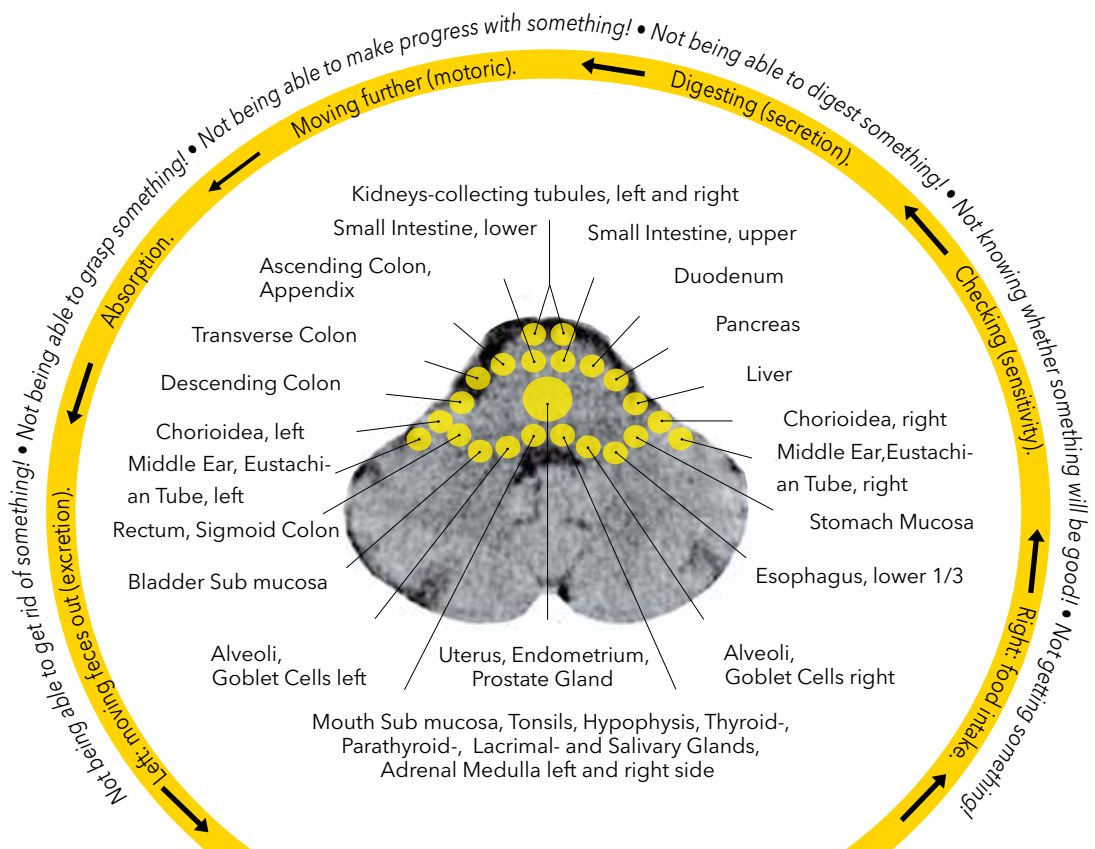 Not being able to get rid of something! • Not being able to grasp something! • Not being able to make progress with something! • Not being able to digest something! • Not knowing whether something will be good! • Not getting something!
Left: moving feces out (excretion).
Absorption.
Moving further (motoric).
Digesting (secretion).
Checking (sensitivity).
Right: food intake.
Kidneys-collecting tubules, left and right
Small Intestine, lower
Small Intestine, upper
Ascending Colon,
Appendix
Duodenum
Transverse Colon
Pancreas
Descending Colon
Liver
Chorioidea, left
Chorioidea, right
Middle Ear, Eustachi-
an Tube, left
Middle Ear,Eustachi-
an Tube, right
Rectum, Sigmoid Colon
Stomach Mucosa
Bladder Sub mucosa
Esophagus, lower 1/3
Alveoli,
Goblet Cells left
Uterus, Endometrium,
Prostate Gland
Alveoli,
Goblet Cells right
Mouth Sub mucosa, Tonsils, Hypophysis, Thyroid-,
Parathyroid-, Lacrimal- and Salivary Glands,
Adrenal Medulla left and right side